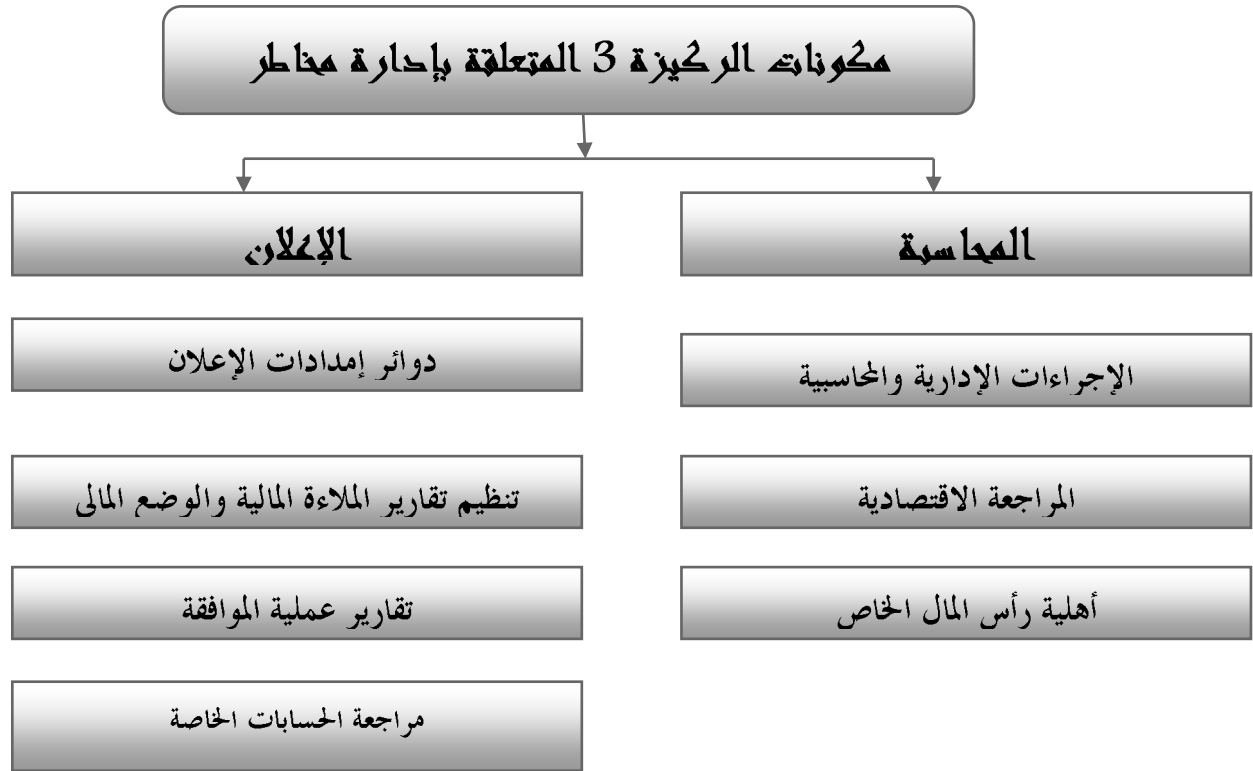 مكونات الركيزة 3 المتعلقة بإدارة مخاطر
المحاسبة
الإجراءات الإدارية والمحاسبية
المراجعة الاقتصادية
أهلية رأس المال الخاص
الإعلان
دوائر إمدادات الإعلان
تنظيم تقارير الملاءة المالية والوضع المالى
تقارير عملية الموافقة
مراجعة الحسابات الخاصة